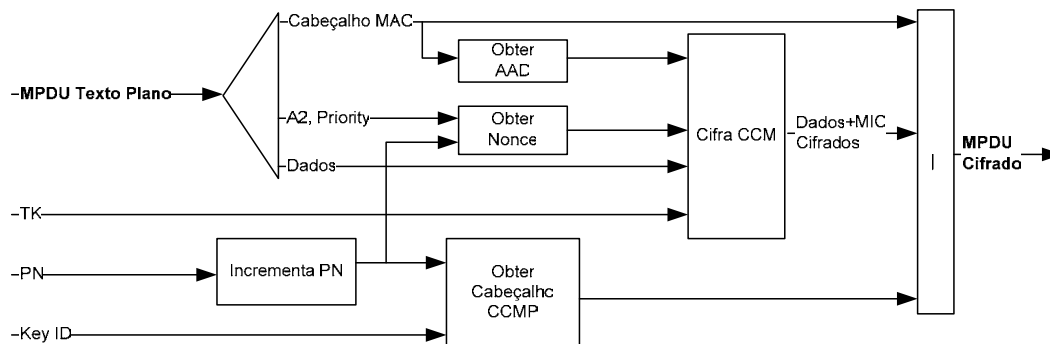 Cabeçalho MAC
Obter
AAD
MPDU Texto Plano
A2, Priority
Obter
Nonce
Cifra CCM
Dados+MIC
Cifrados
|
MPDU
Cifrado
Dados
TK
PN
Incrementa PN
Obter
Cabeçalho
CCMP
Key ID